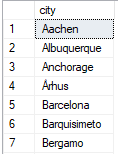 city
1 Aachen
2 Albuquerque
3 Anchorage
4 Århus
5 Barcelona
6 Barquisimeto
7 Bergamo